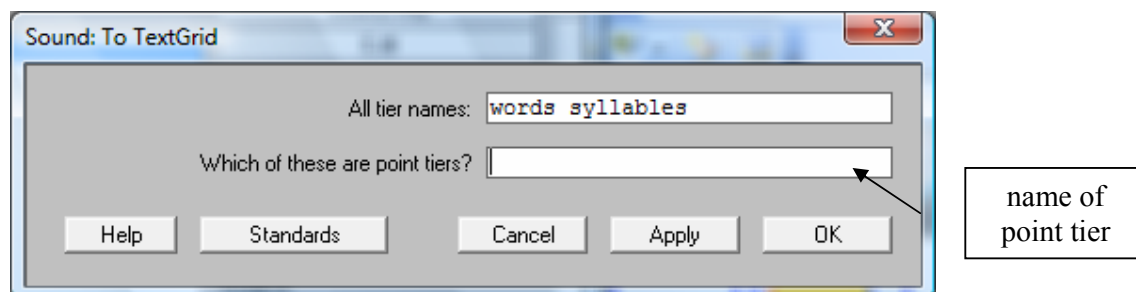 Sound: To TextGrid
All tier names: words syllables
Which of these are point tiers?
name of
point tier
Help Standards Cancel Apply OK